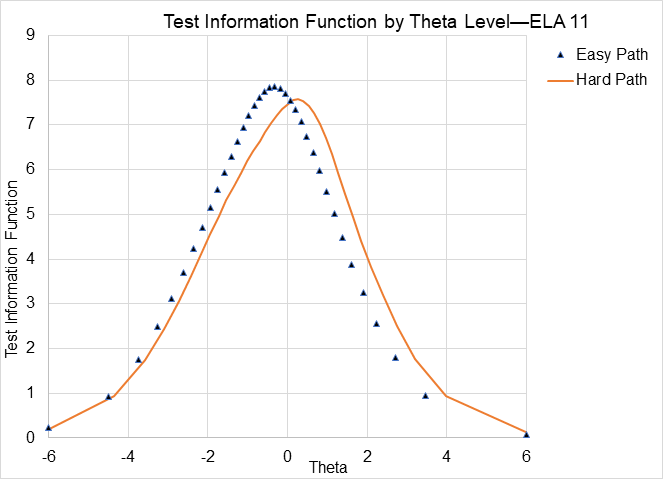 Test Information Function by Theta Level—ELA 11
Easy Path
Hard Path
Test Information Function
9
8
7
6
5
4
3
2
1
0
-6 -4 -2 0 2 4 6
Theta